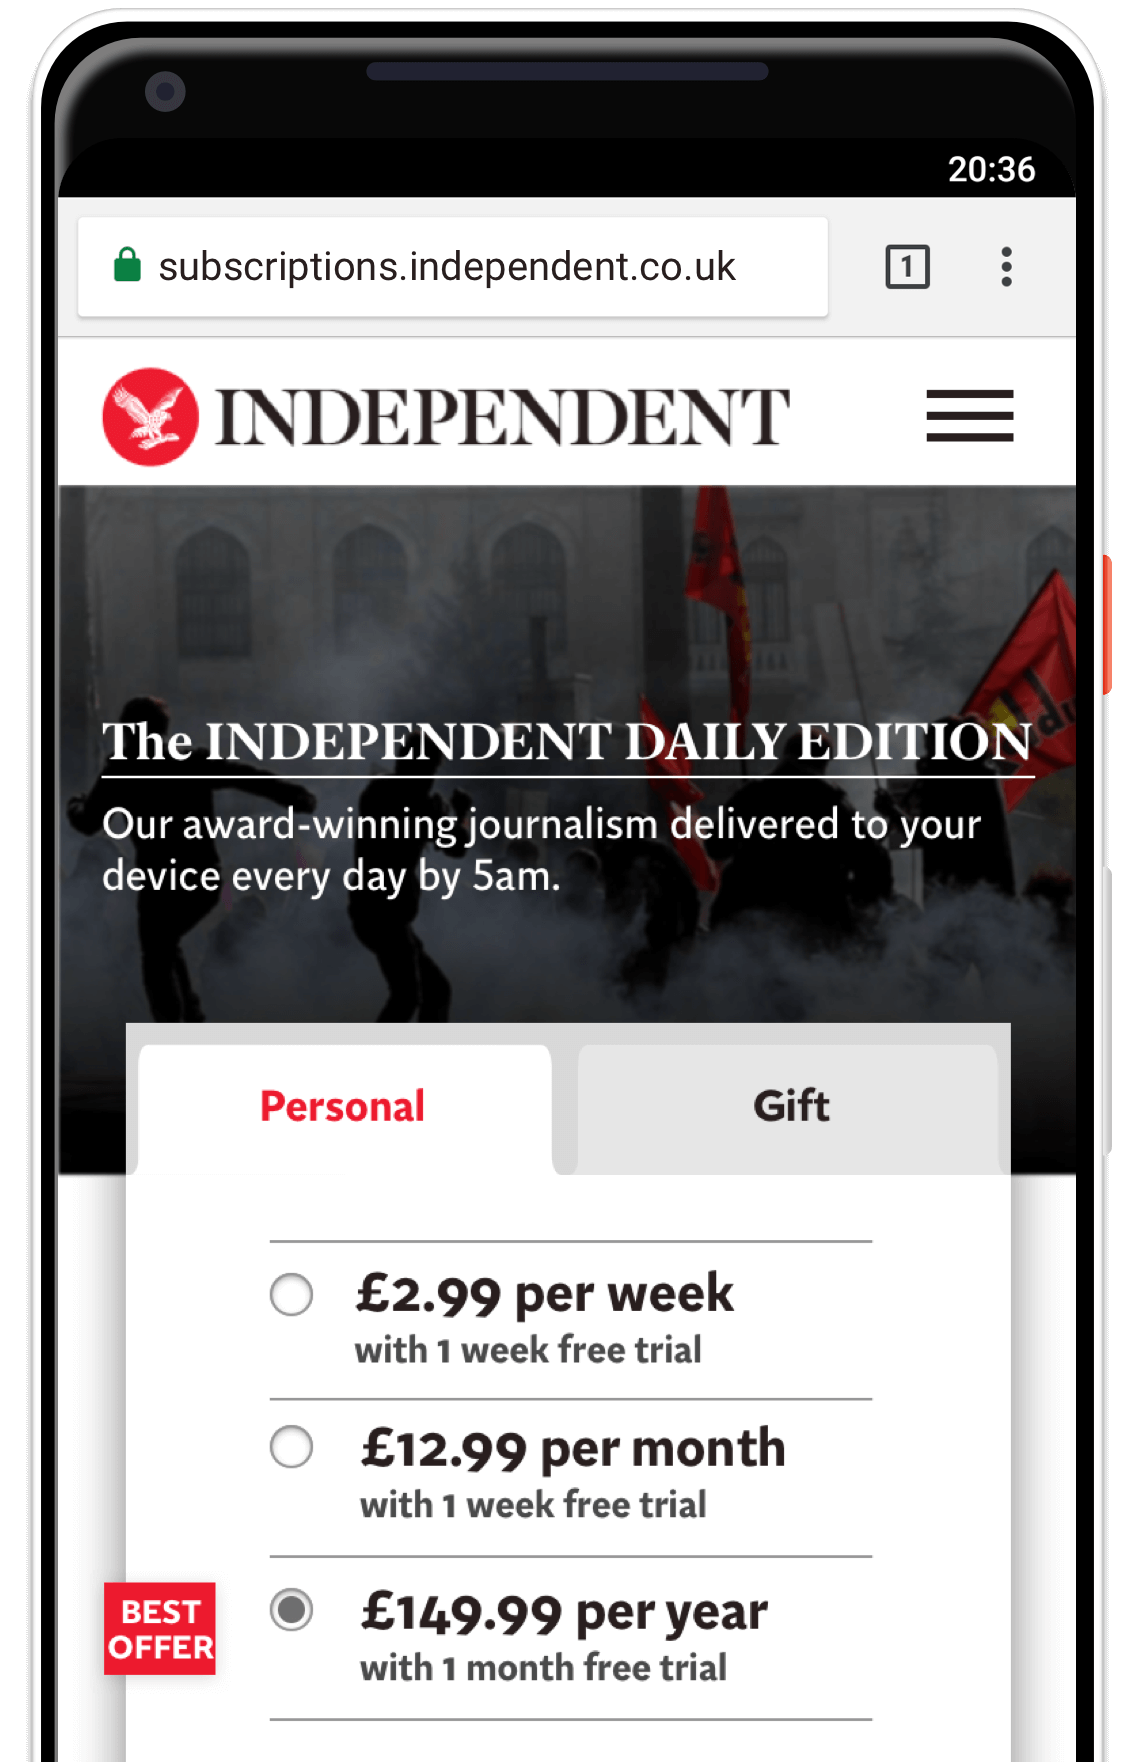 20:36
subscriptions.independent.co.uk
1
INDEPENDENT
The INDEPENDENT DAILY EDITION
Our award-winning journalism delivered to your
device every day by 5am.
Personal
Gift
£2.99 per week
with 1 week free trial
£12.99 per month
with 1 week free trial
BEST
OFFER
£149.99 per year
with 1 month free trial